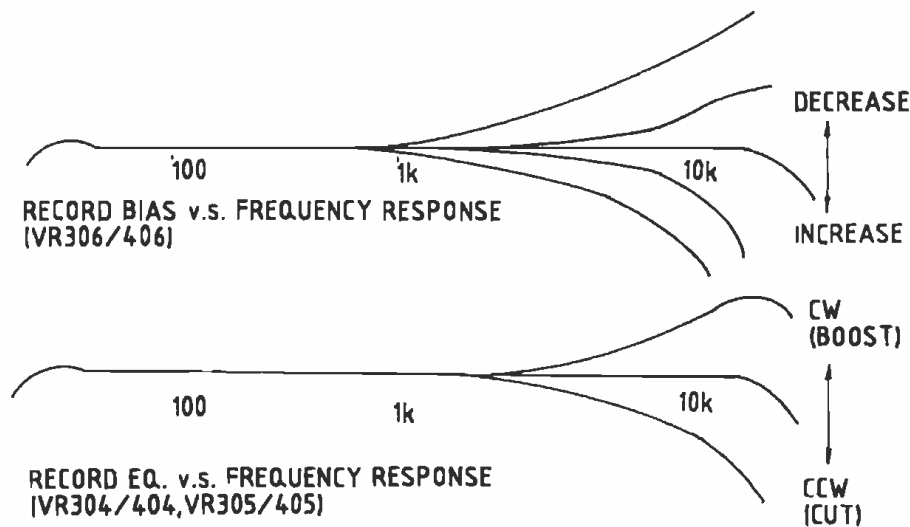 DECREASE
100
1k
10k
RECORD BIAS v.s. FREQUENCY RESPONSE
(VR306/406)
INCREASE
CW
(BOOST)
100
1k
10k
RECORD EQ. v.s. FREQUENCY RESPONSE
(VR304/404,VR305/405)
CCW
(CUT)